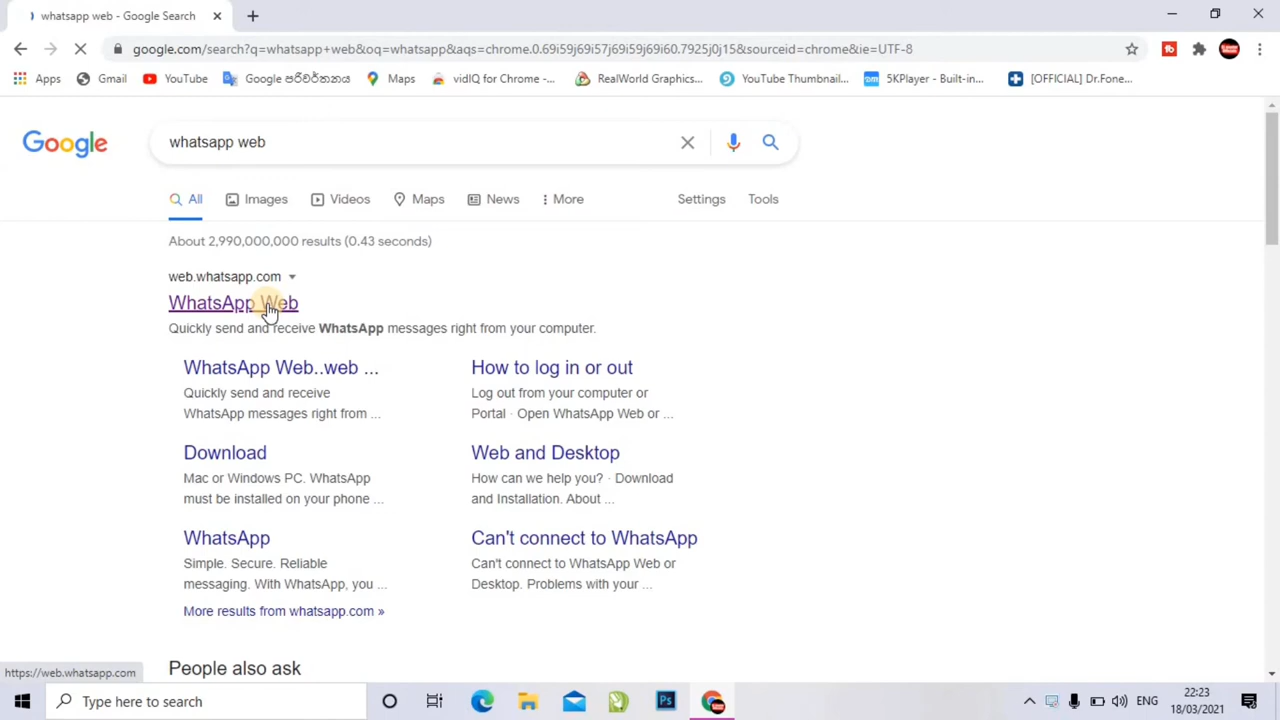 whatsapp web - Google Search
google.com/search?q=whatsapp+web&oq=whatsapp&aqs=chrome.0.69i59j69i57j69i59j69i60.7925j0j15&sourceid=chrome&ie=UTF-8
Apps Gmail YouTube Google පරිවර්තනය Maps vidIQ for Chrome -... RealWorld Graphics... YouTube Thumbnail... 5KPlayer - Built-in... [OFFICIAL] Dr.Fone...
Google whatsapp web
All Images Videos Maps News More Settings Tools
About 2,990,000,000 results (0.43 seconds)
web.whatsapp.com
WhatsApp Web
Quickly send and receive WhatsApp messages right from your computer.
WhatsApp Web..web ...
Quickly send and receive
WhatsApp messages right from ...
How to log in or out
Log out from your computer or
Portal · Open WhatsApp Web or ...
Download
Mac or Windows PC. WhatsApp
must be installed on your phone ...
Web and Desktop
How can we help you? · Download
and Installation. About ...
WhatsApp
Simple. Secure. Reliable
messaging. With WhatsApp, you ...
Can't connect to WhatsApp
Can't connect to WhatsApp Web or
Desktop. Problems with your ...
More results from whatsapp.com »
People also ask
https://web.whatsapp.com
Type here to search
Ps
ENG
22:23
18/03/2021